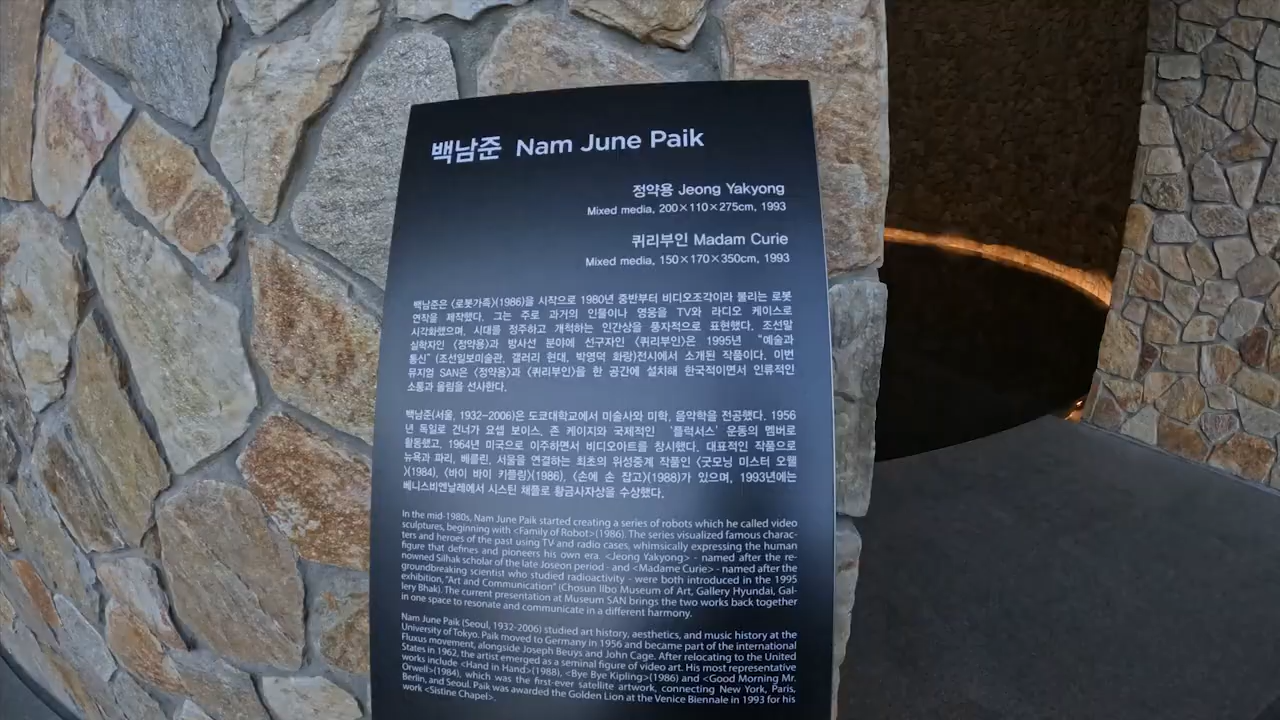 백남준 Nam June Paik
정약용 Jeong Yakyong
Mixed media, 200×110×275cm, 1993
퀴리부인 Madam Curie
Mixed media, 150×170×350cm, 1993
백남준은 <로봇가족>(1986)을 시작으로 1980년 중반부터 비디오조각이라 불리는 로봇
연작을 제작했다. 그는 주로 과거의 인물이나 영웅을 TV와 라디오 케이스로
시각화했으며, 시대를 정주하고 개척하는 인간상을 풍자적으로 표현했다. 조선말
실학자인 <정약용>과 방사선 분야에 선구자인 <퀴리부인>은 1995년 “예술과
통신” (조선일보미술관, 갤러리 현대, 박영덕 화랑)전시에서 소개된 작품이다. 이번
뮤지엄 SAN은 <정약용>과 <퀴리부인>을 한 공간에 설치해 한국적이면서 인류적인
소통과 울림을 선사한다.
백남준(서울, 1932-2006)은 도쿄대학교에서 미술사와 미학, 음악학을 전공했다. 1956
년 독일로 건너가 요셉 보이스, 존 케이지와 국제적인 ‘플럭서스’ 운동의 멤버로
활동했고, 1964년 미국으로 이주하면서 비디오아트를 창시했다. 대표적인 작품으로
뉴욕과 파리, 베를린, 서울을 연결하는 최초의 위성중계 작품인 <굿모닝 미스터 오웰
>(1984), <바이 바이 키플링>(1986), <손에 손 잡고>(1988)가 있으며, 1993년에는
베니스비엔날레에서 시스틴 채플로 황금사자상을 수상했다.
In the mid-1980s, Nam June Paik started creating a series of robots which he called video
sculptures, beginning with <Family of Robot>(1986). The series visualized famous charac-
ters and heroes of the past using TV and radio cases, whimsically expressing the human
figure that defines and pioneers his own era. <Jeong Yakyong> - named after the re-
nowned Silhak scholar of the late Joseon period - and <Madame Curie> - named after the
groundbreaking scientist who studied radioactivity - were both introduced in the 1995
exhibition, "Art and Communication" (Chosun Ilbo Museum of Art, Gallery Hyundai, Gal-
lery Bhak). The current presentation at Museum SAN brings the two works back together
in one space to resonate and communicate in a different harmony.
Nam June Paik (Seoul, 1932-2006) studied art history, aesthetics, and music history at the
University of Tokyo. Paik moved to Germany in 1956 and became part of the international
Fluxus movement, alongside Joseph Beuys and John Cage. After relocating to the United
States in 1962, the artist emerged as a seminal figure of video art. His most representative
works include <Hand in Hand>(1988), <Bye Bye Kipling>(1986) and <Good Morning Mr.
Orwell>(1984), which was the first-ever satellite artwork, connecting New York, Paris,
Berlin, and Seoul. Paik was awarded the Golden Lion at the Venice Biennale in 1993 for his
work <Sistine Chapel>.